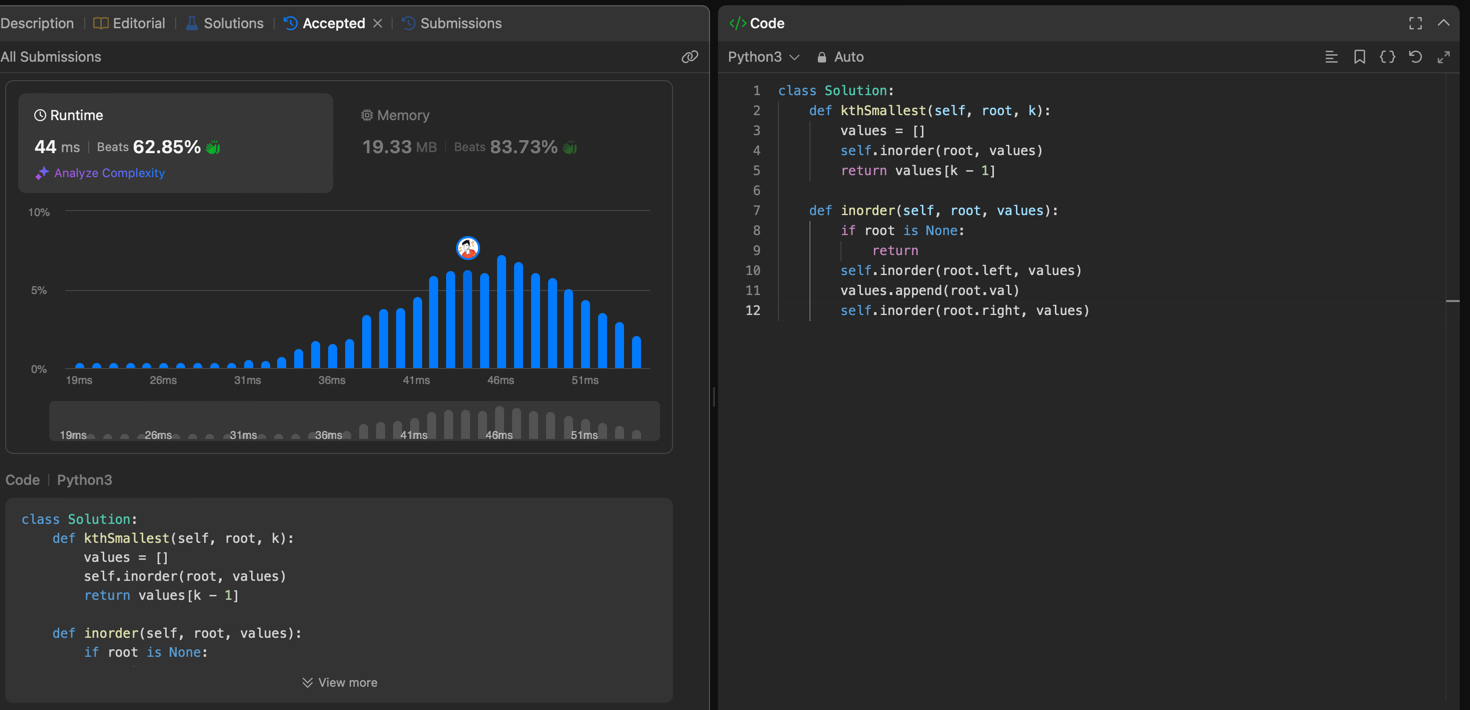 Description | Editorial | Solutions | Accepted × | Submissions
All Submissions
Runtime
44 ms | Beats 62.85%
Analyze Complexity
Memory
19.33 MB | Beats 83.73%
10%
5%
0%
19ms 26ms 31ms 36ms 41ms 46ms 51ms
19ms 26ms 31ms 36ms 41ms 46ms 51ms
Code | Python3
class Solution:
    def kthSmallest(self, root, k):
        values = []
        self.inorder(root, values)
        return values[k - 1]
    def inorder(self, root, values):
        if root is None:
View more
</> Code
Python3 Auto
1 class Solution:
2     def kthSmallest(self, root, k):
3         values = []
4         self.inorder(root, values)
5         return values[k - 1]
6
7     def inorder(self, root, values):
8         if root is None:
9             return
10         self.inorder(root.left, values)
11         values.append(root.val)
12         self.inorder(root.right, values)